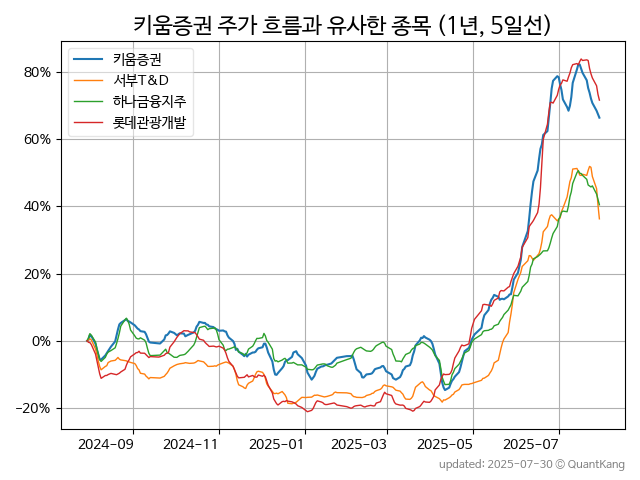 키움증권 주가 흐름과 유사한 종목 (1년, 5일선)
키움증권
서부T&D
하나금융지주
롯데관광개발
80%
60%
40%
20%
0%
−20%
2024-09 2024-11 2025-01 2025-03 2025-05 2025-07
updated: 2025-07-30 © QuantKang